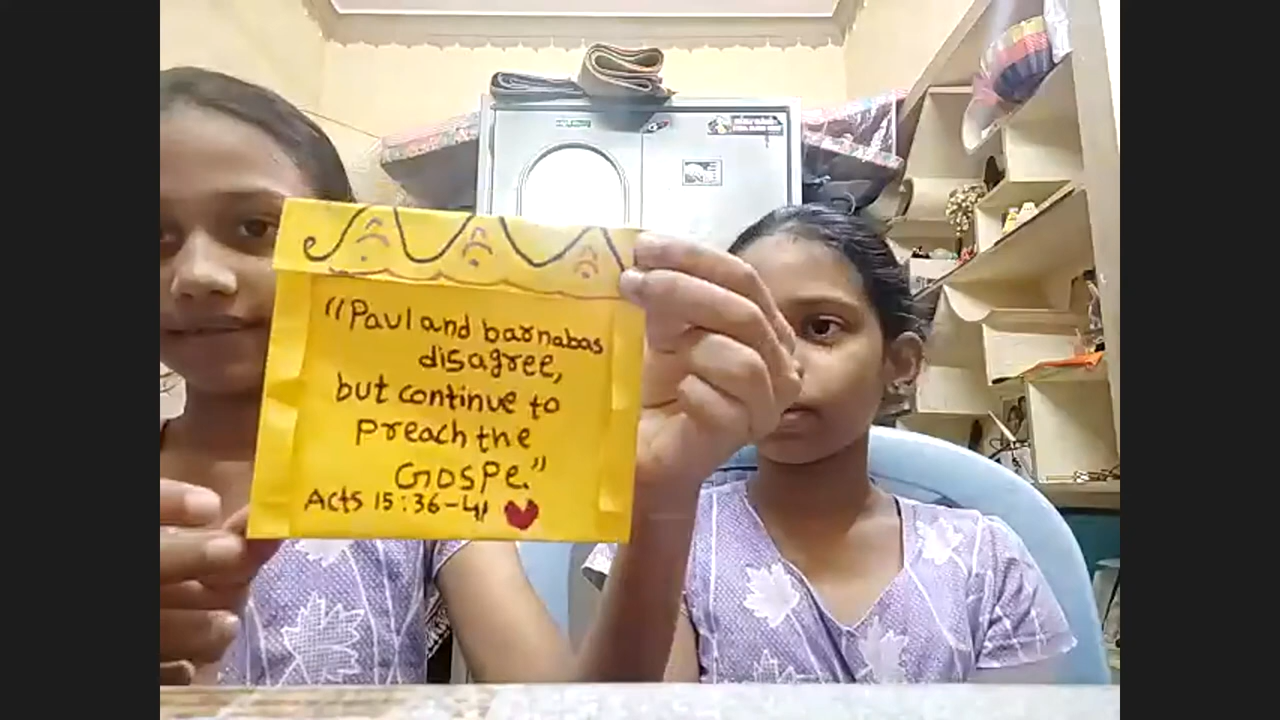 "Paul and barnabas
disagree,
but continue to
preach the
GOSPe."
Acts 15:36-41